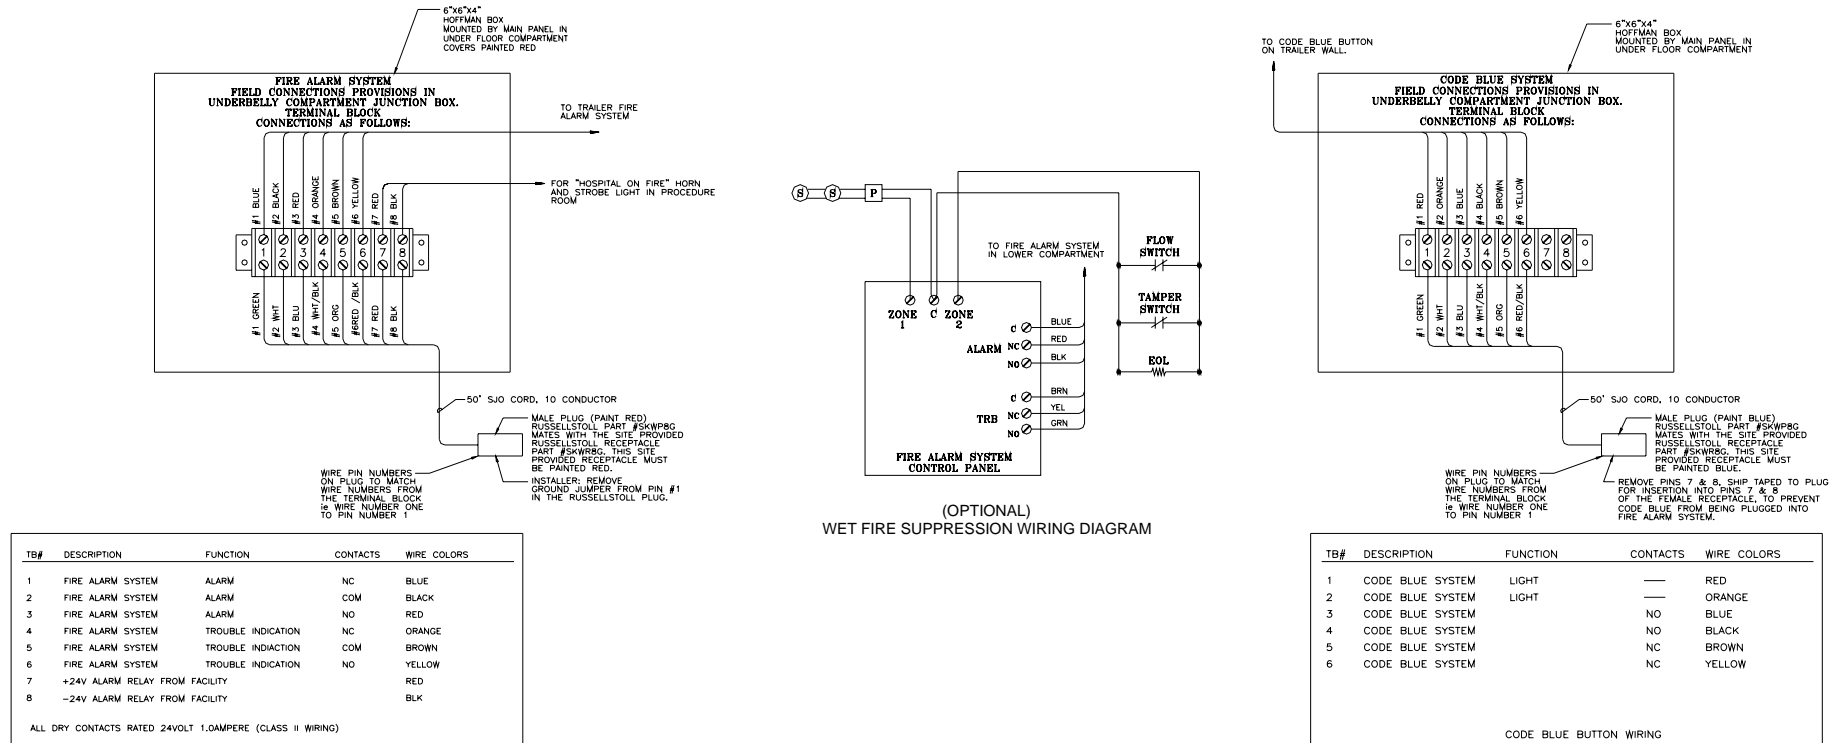 6"X6"X4"
HOFFMAN BOX
MOUNTED BY MAIN PANEL IN
UNDER FLOOR COMPARTMENT
COVERS PAINTED RED
FIRE ALARM SYSTEM
FIELD CONNECTIONS PROVISIONS IN
UNDERBELLY COMPARTMENT JUNCTION BOX.
TERMINAL BLOCK
CONNECTIONS AS FOLLOWS:
TO TRAILER FIRE
ALARM SYSTEM
FOR "HOSPITAL ON FIRE" HORN
AND STROBE LIGHT IN PROCEDURE
ROOM
#1 BLUE
#2 BLACK
#3 RED
#4 ORANGE
#5 BROWN
#6 YELLOW
#7 RED
#8 BLK
1 2 3 4 5 6 7 8
#1 GREEN
#2 WHT
#3 BLU
#4 WHT/BLK
#5 ORG
#6RED /BLK
#7 RED
#8 BLK
50' SJO CORD, 10 CONDUCTOR
MALE PLUG (PAINT RED)
RUSSELLSTOLL PART #SKWP8G
MATES WITH THE SITE PROVIDED
RUSSELLSTOLL RECEPTACLE
PART #SKWR8G. THIS SITE
PROVIDED RECEPTACLE MUST
BE PAINTED RED.
INSTALLER: REMOVE
GROUND JUMPER FROM PIN #1
IN THE RUSSELLSTOLL PLUG.
WIRE PIN NUMBERS
ON PLUG TO MATCH
WIRE NUMBERS FROM
THE TERMINAL BLOCK
ie WIRE NUMBER ONE
TO PIN NUMBER 1
TB# DESCRIPTION FUNCTION CONTACTS WIRE COLORS
1 FIRE ALARM SYSTEM ALARM NC BLUE
2 FIRE ALARM SYSTEM ALARM COM BLACK
3 FIRE ALARM SYSTEM ALARM NO RED
4 FIRE ALARM SYSTEM TROUBLE INDICATION NC ORANGE
5 FIRE ALARM SYSTEM TROUBLE INDIACTION COM BROWN
6 FIRE ALARM SYSTEM TROUBLE INDICATION NO YELLOW
7 +24V ALARM RELAY FROM FACILITY RED
8 -24V ALARM RELAY FROM FACILITY BLK
ALL DRY CONTACTS RATED 24VOLT 1.0AMPERE (CLASS II WIRING)
S S P
TO FIRE ALARM SYSTEM
IN LOWER COMPARTMENT
FLOW
SWITCH
TAMPER
SWITCH
EOL
ZONE
1
C
ZONE
2
ALARM
C BLUE
NC RED
NO BLK
TRB
C BRN
NC YEL
NO GRN
FIRE ALARM SYSTEM
CONTROL PANEL
(OPTIONAL)
WET FIRE SUPPRESSION WIRING DIAGRAM
TO CODE BLUE BUTTON
ON TRAILER WALL.
6"X6"X4"
HOFFMAN BOX
MOUNTED BY MAIN PANEL IN
UNDER FLOOR COMPARTMENT
CODE BLUE SYSTEM
FIELD CONNECTIONS PROVISIONS IN
UNDERBELLY COMPARTMENT JUNCTION BOX.
TERMINAL BLOCK
CONNECTIONS AS FOLLOWS:
#1 RED
#2 ORANGE
#3 BLUE
#4 BLACK
#5 BROWN
#6 YELLOW
1 2 3 4 5 6 7 8
#1 GREEN
#2 WHT
#3 BLU
#4 WHT/BLK
#5 ORG
#6 RED/BLK
50' SJO CORD, 10 CONDUCTOR
MALE PLUG (PAINT BLUE)
RUSSELLSTOLL PART #SKWP8G
MATES WITH THE SITE PROVIDED
RUSSELLSTOLL RECEPTACLE
PART #SKWR8G. THIS SITE
PROVIDED RECEPTACLE MUST
BE PAINTED BLUE.
REMOVE PINS 7 & 8, SHIP TAPED TO PLUG
FOR INSERTION INTO PINS 7 & 8
OF THE FEMALE RECEPTACLE, TO PREVENT
CODE BLUE FROM BEING PLUGGED INTO
FIRE ALARM SYSTEM.
WIRE PIN NUMBERS
ON PLUG TO MATCH
WIRE NUMBERS FROM
THE TERMINAL BLOCK
ie WIRE NUMBER ONE
TO PIN NUMBER 1
TB# DESCRIPTION FUNCTION CONTACTS WIRE COLORS
1 CODE BLUE SYSTEM LIGHT — RED
2 CODE BLUE SYSTEM LIGHT — ORANGE
3 CODE BLUE SYSTEM NO BLUE
4 CODE BLUE SYSTEM NO BLACK
5 CODE BLUE SYSTEM NC BROWN
6 CODE BLUE SYSTEM NC YELLOW
CODE BLUE BUTTON WIRING